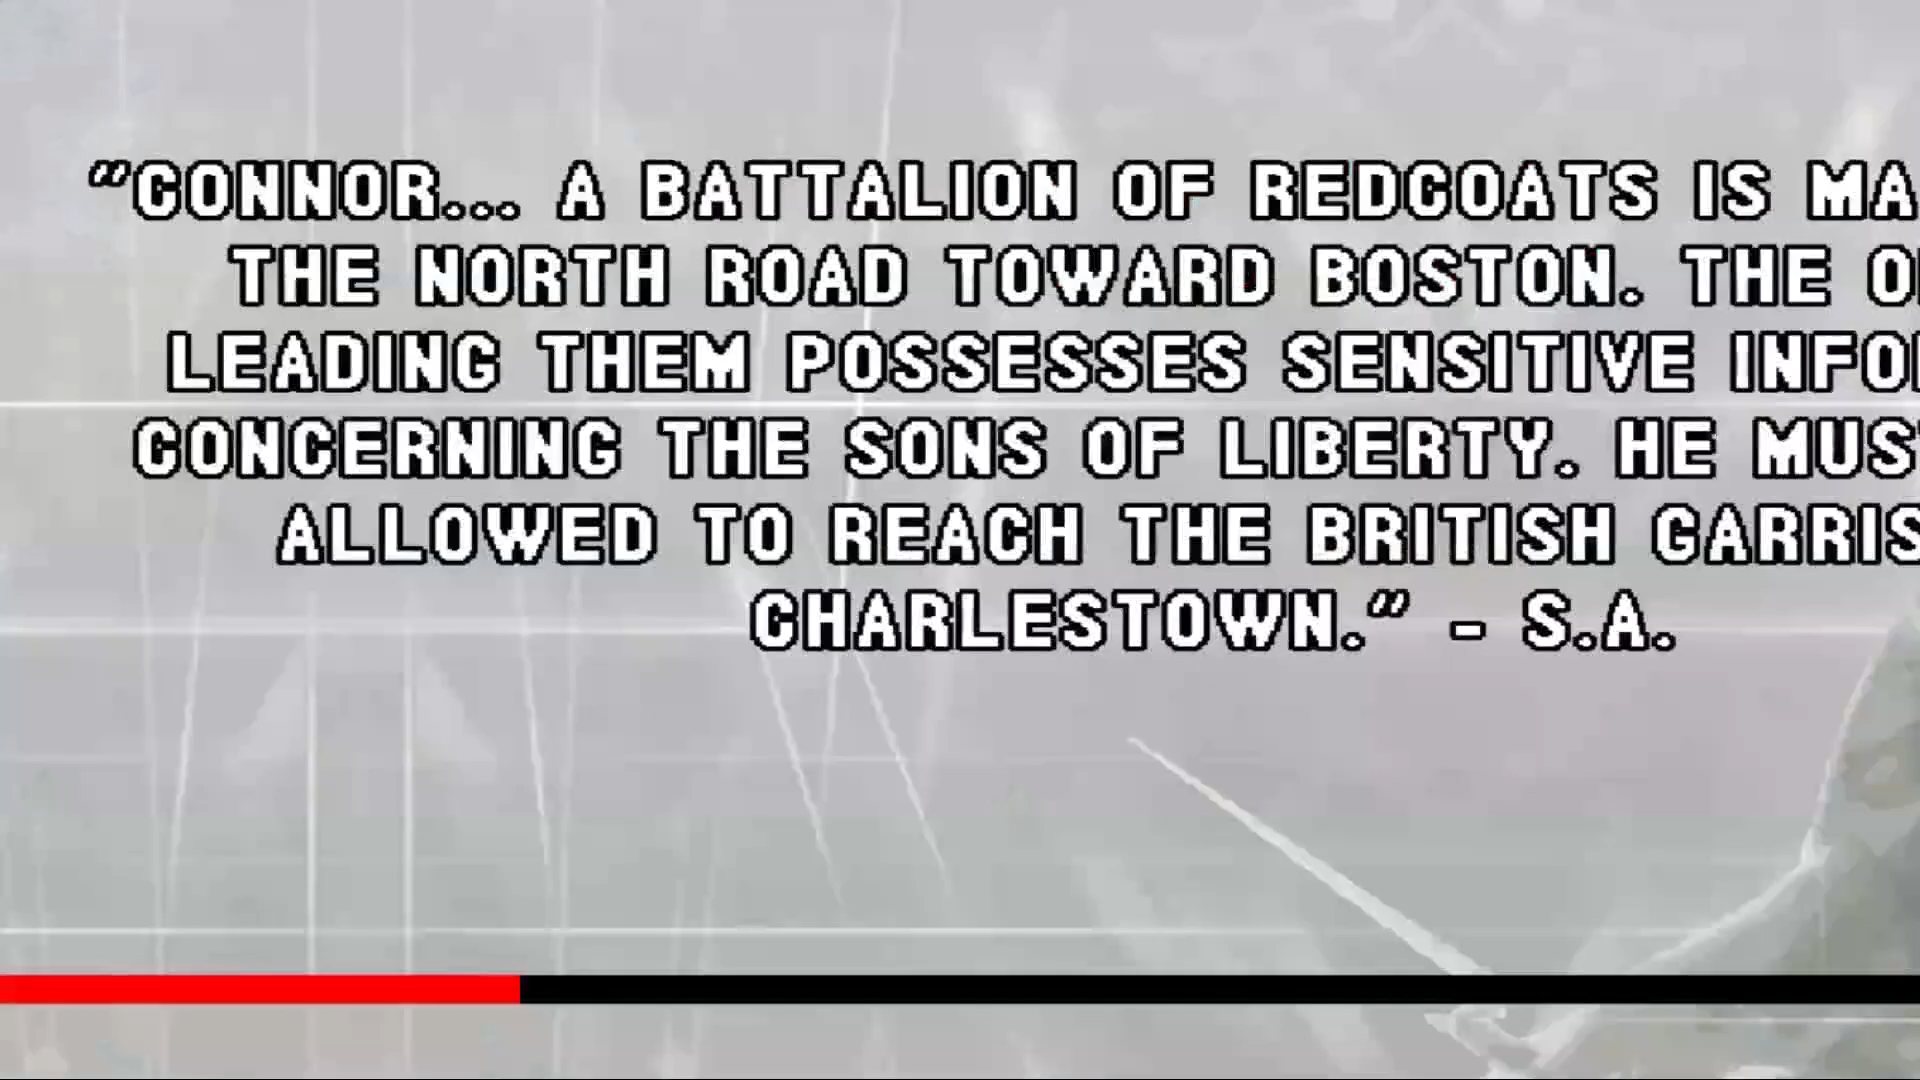 "CONNOR... A BATTALION OF REDCOATS IS MA
THE NORTH ROAD TOWARD BOSTON. THE
LEADING THEM POSSESSES SENSITIVE INFO
CONCERNING THE SONS OF LIBERTY. HE MUS
ALLOWED TO REACH THE BRITISH GARRIS
CHARLESTOWN." - S.A.